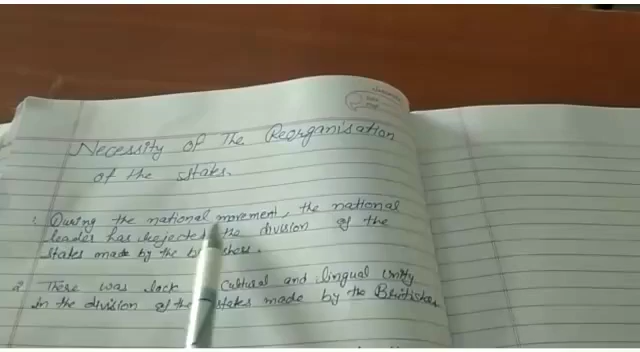 Date
Page
Necessity of The Reorganisation
of the states.
1. During the national movement, the national
leader has rejected the division of the
states made by the
2. There was lack cultural and lingual unity
in the division of the states made by the Britishers